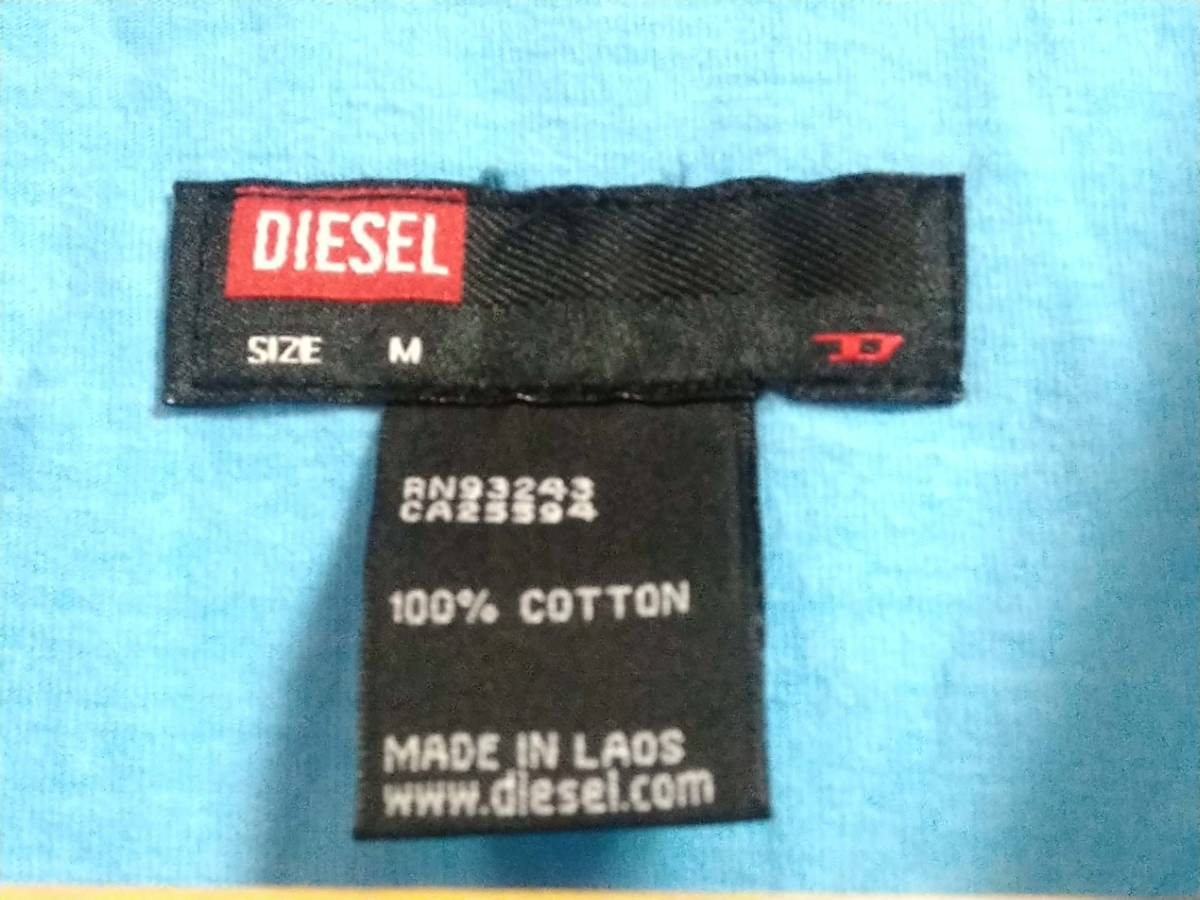 DIESEL
SIZE M
D
RN93243
CA25594
100% COTTON
MADE IN LAOS
www.diesel.com